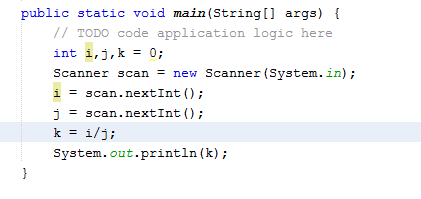 public static void main(String[] args) {
// TODO code application logic here
int i,j,k = 0;
Scanner scan = new Scanner(System.in);
i = scan.nextInt();
j = scan.nextInt();
k = i/j;
System.out.println(k);
}